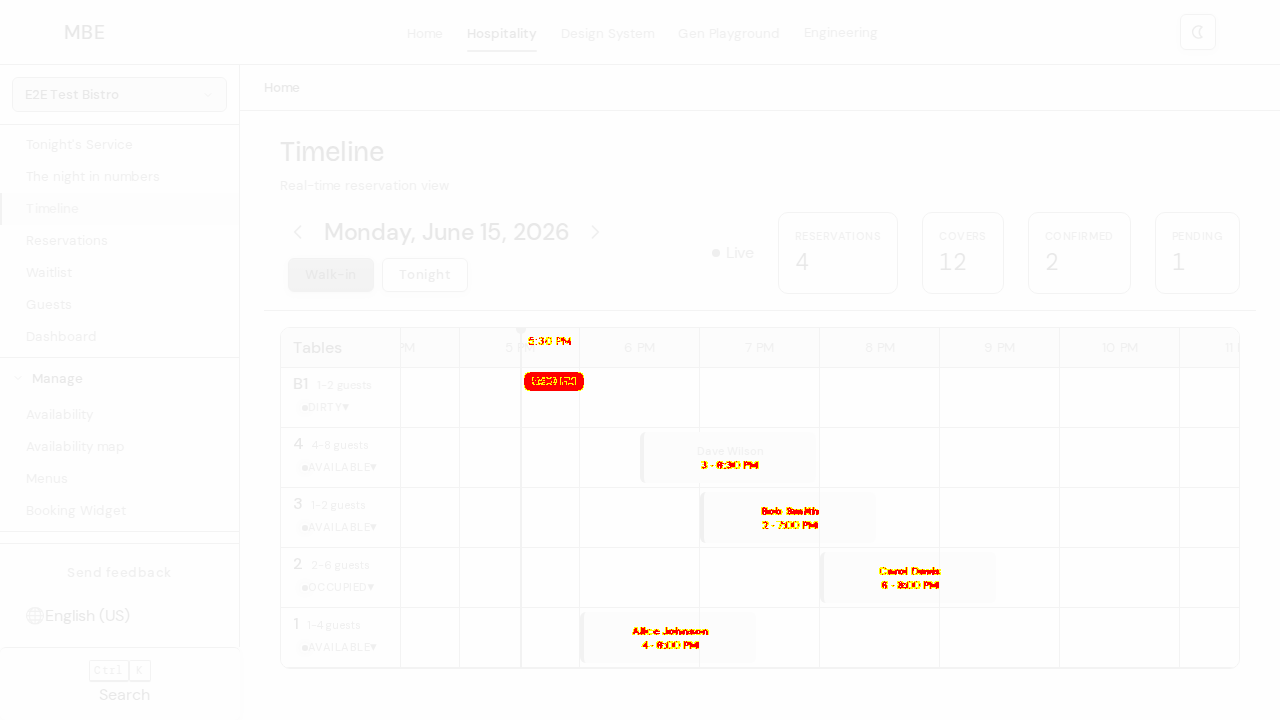 MBE
Home
Hospitality
Design System
Gen Playground
Engineering
E2E Test Bistro
Home
Tonight's Service
The night in numbers
Timeline
Reservations
Waitlist
Guests
Dashboard
Manage
Availability
Availability map
Menus
Booking Widget
Send feedback
English (US)
Ctrl K
Search
Timeline
Real-time reservation view
Monday, June 15, 2026
Walk-in
Tonight
Live
RESERVATIONS
4
COVERS
12
CONFIRMED
2
PENDING
1
Tables
PM
5:30 PM
6 PM
7 PM
8 PM
9 PM
10 PM
11
B1 1-2 guests
DIRTY▾
4 4-8 guests
AVAILABLE▾
Dave Wilson
3 · 6:30 PM
3 1-2 guests
AVAILABLE▾
Bob Smith
2 · 7:00 PM
2 2-6 guests
OCCUPIED▾
Carol Davis
6 · 8:00 PM
1 1-4 guests
AVAILABLE▾
Alice Johnson
4 · 6:00 PM